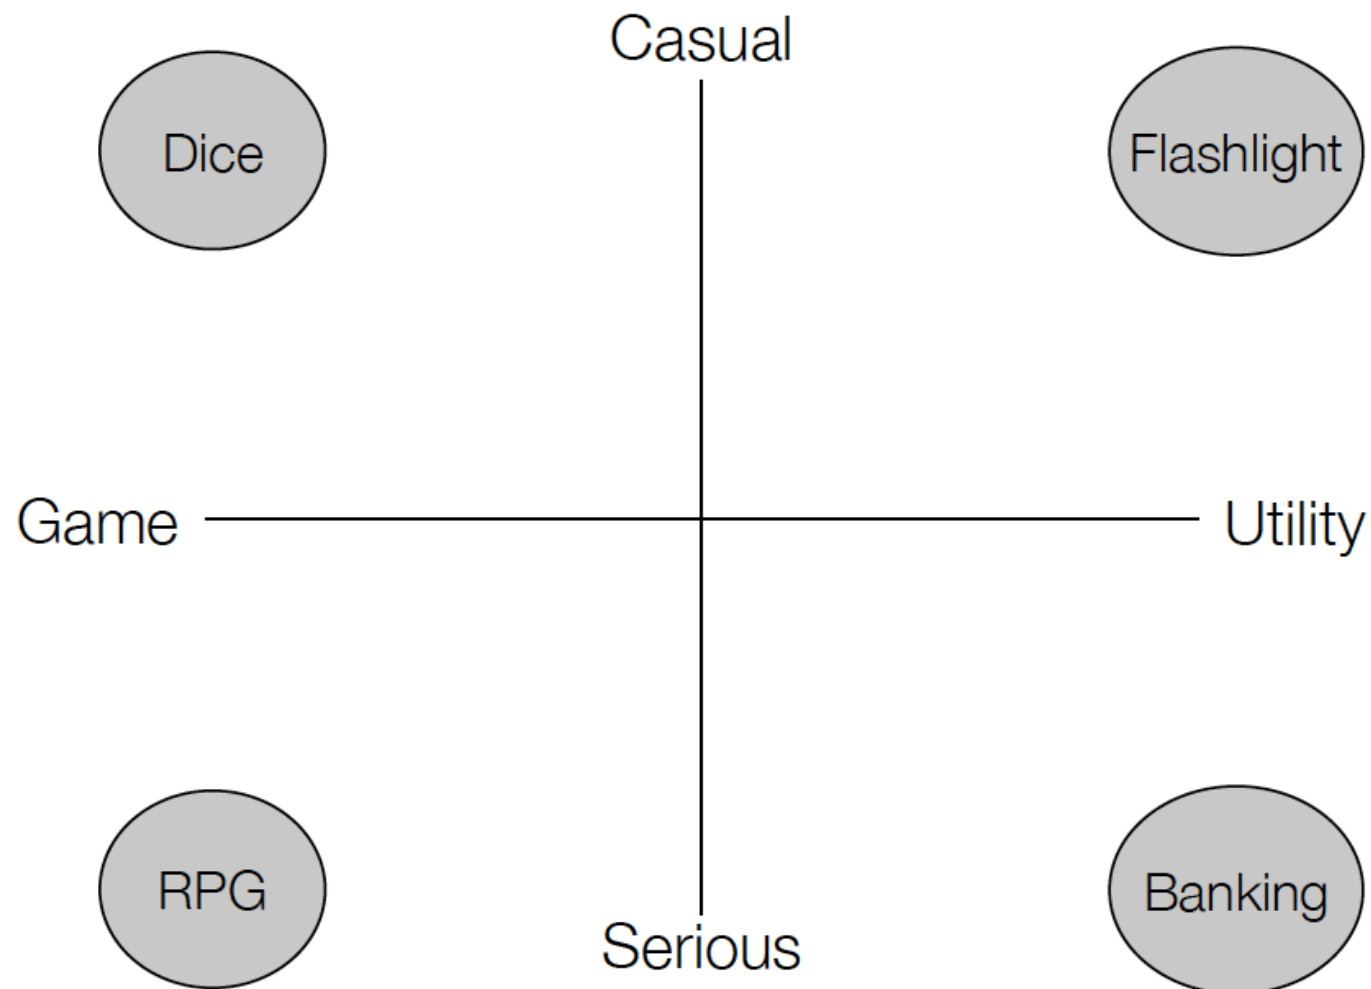 Casual
Dice
Flashlight
Game
Utility
RPG
Banking
Serious